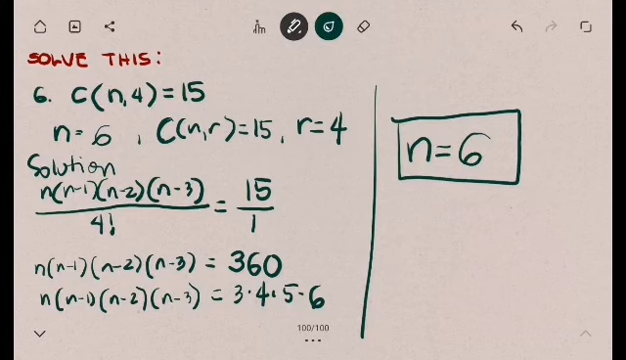 SOLVE THIS:
6. C(n,4)=15
n=6, C(n,r)=15, r=4
Solution
n(n-1)(n-2)(n-3)/4! = 15/1
n(n-1)(n-2)(n-3) = 360
n(n-1)(n-2)(n-3) = 3·4·5·6
n=6
100/100